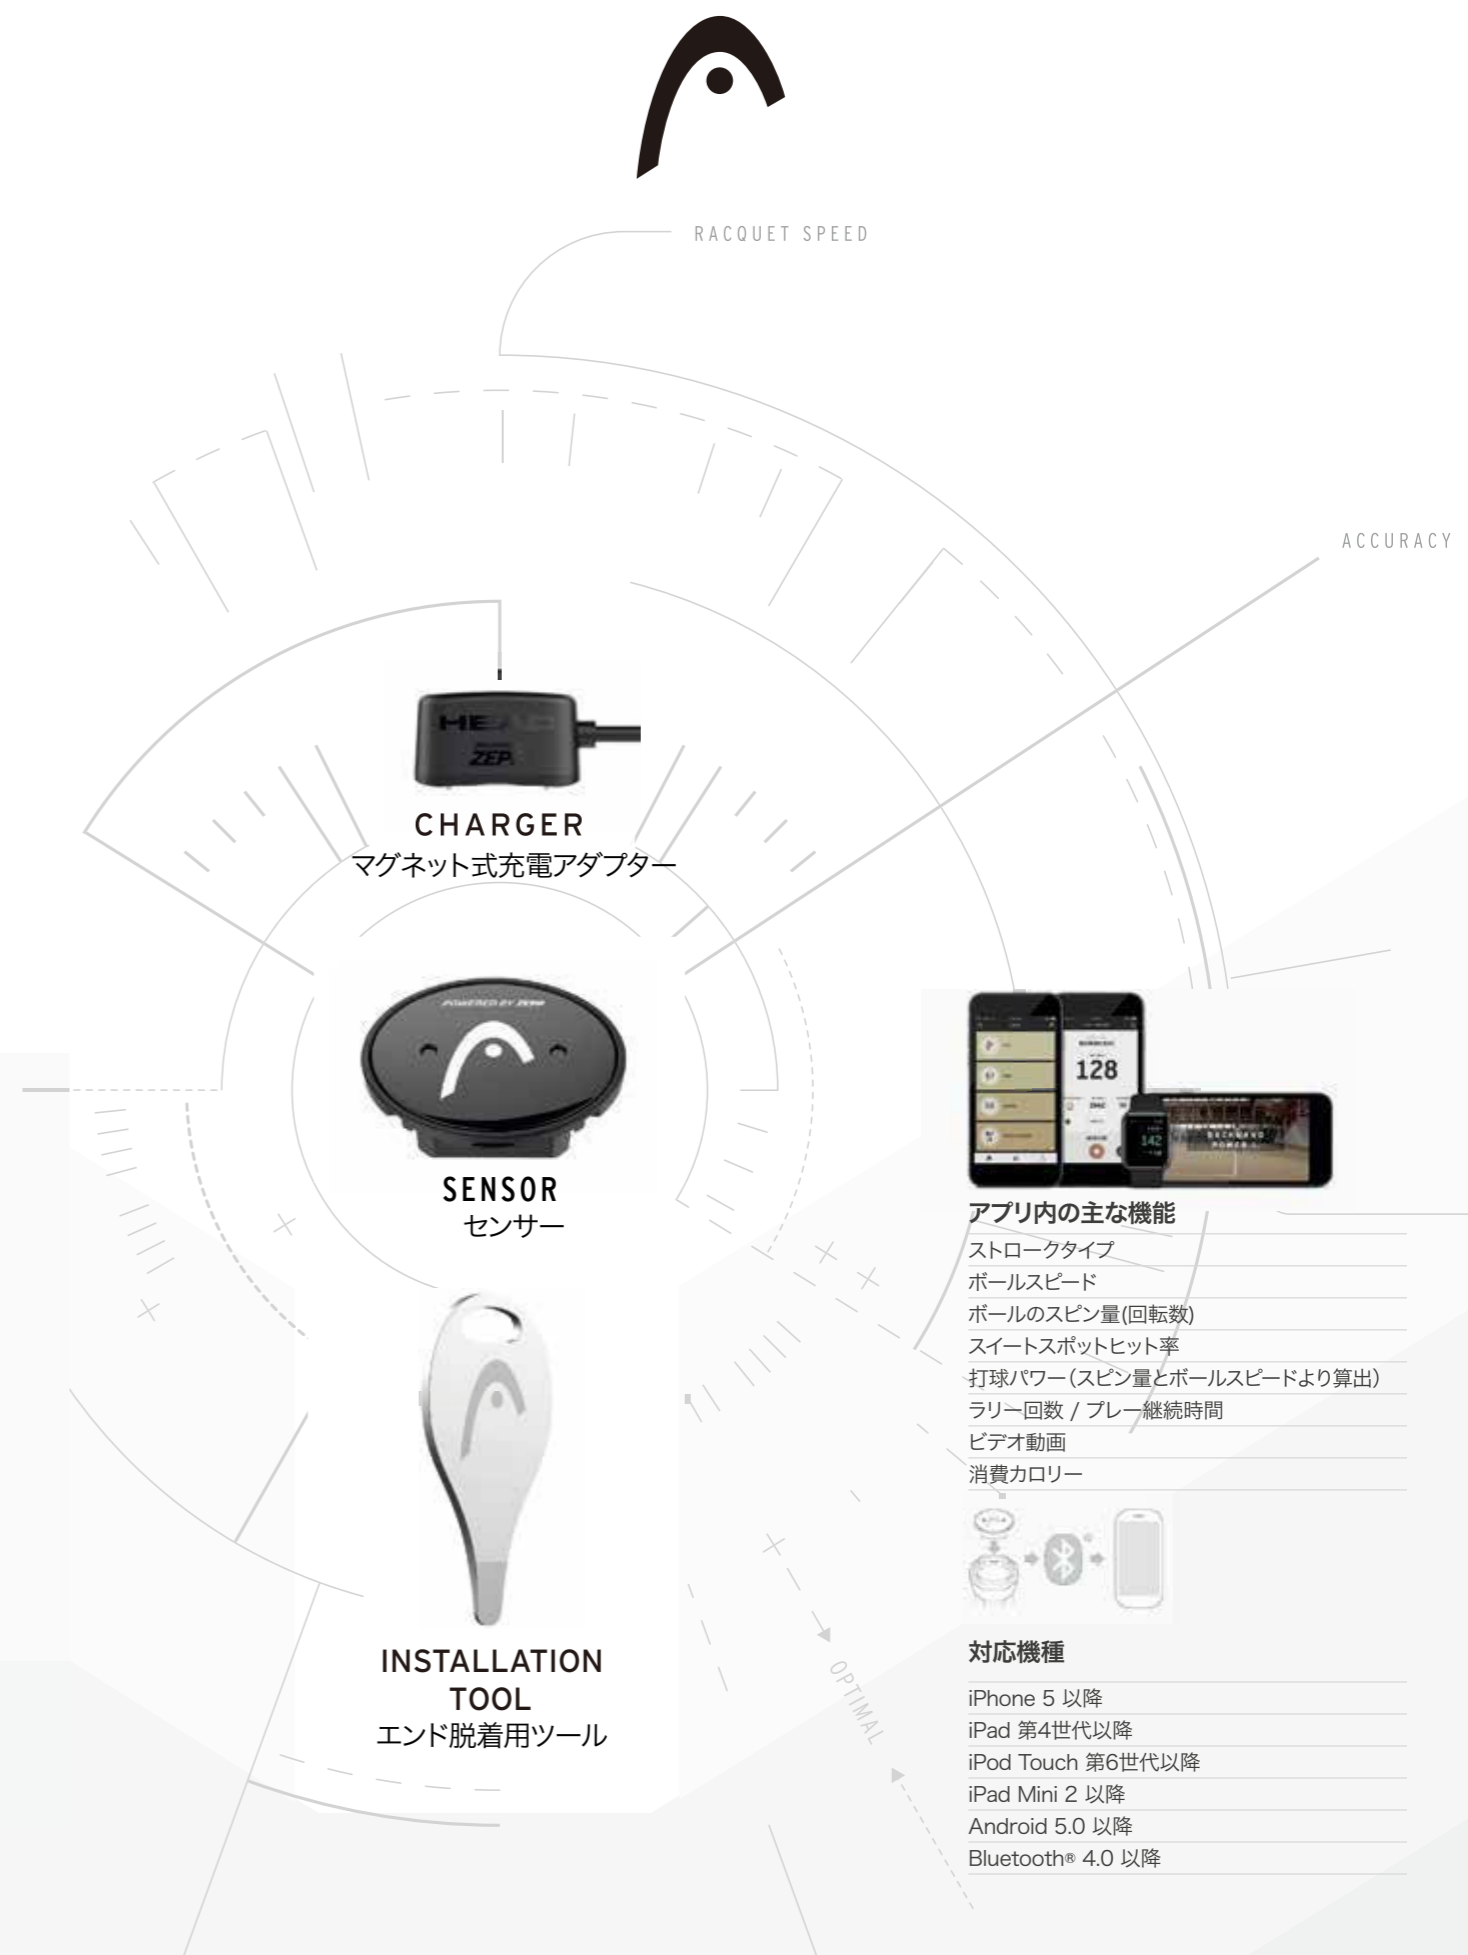 RACQUET SPEED
ACCURACY
HEAD
ZEPP
CHARGER
マグネット式充電アダプター
POWERED BY ZEPP
SENSOR
センサー
INSTALLATION
TOOL
エンド脱着用ツール
OPTIMAL
128
142
アプリ内の主な機能
ストロークタイプ
ボールスピード
ボールのスピン量(回転数)
スイートスポットヒット率
打球パワー(スピン量とボールスピードより算出)
ラリー回数 / プレー継続時間
ビデオ動画
消費カロリー
対応機種
iPhone 5 以降
iPad 第4世代以降
iPod Touch 第6世代以降
iPad Mini 2 以降
Android 5.0 以降
Bluetooth® 4.0 以降